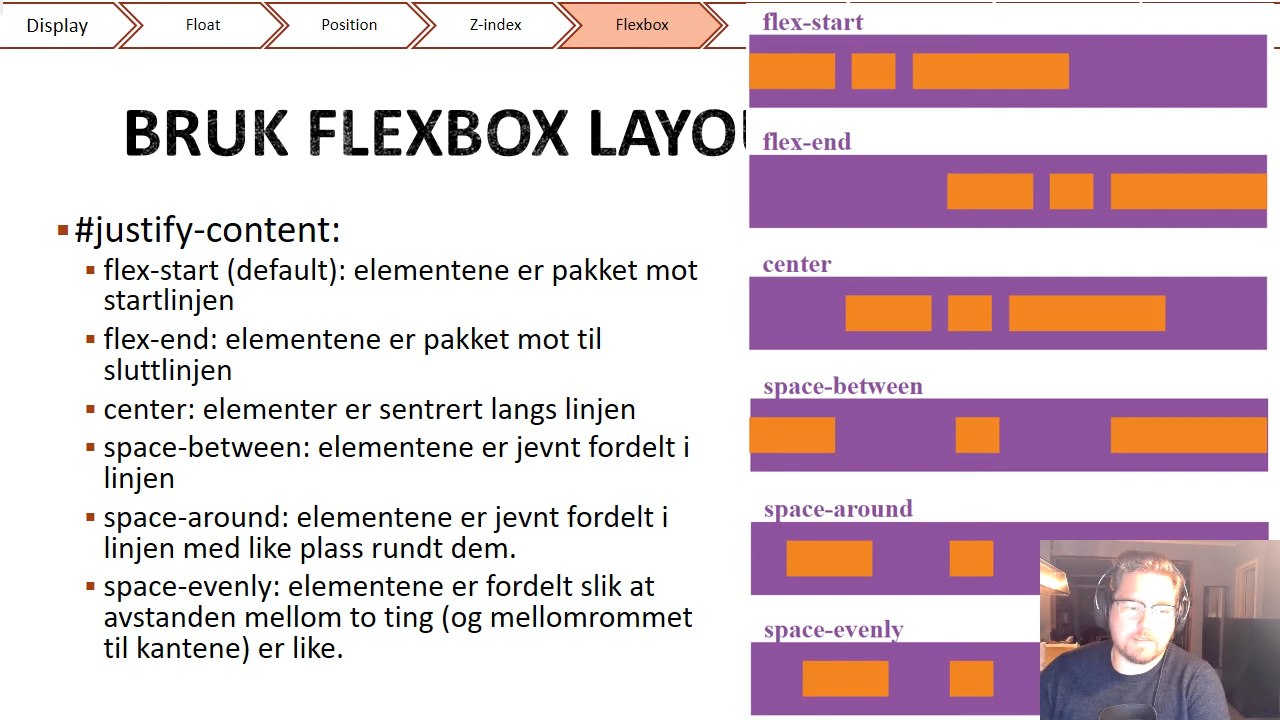 Display
Float
Position
Z-index
Flexbox
BRUK FLEXBOX
#justify-content:
flex-start (default): elementene er pakket mot
startlinjen
flex-end: elementene er pakket mot til
sluttlinjen
center: elementer er sentrert langs linjen
space-between: elementene er jevnt fordelt i
linjen
space-around: elementene er jevnt fordelt i
linjen med like plass rundt dem.
space-evenly: elementene er fordelt slik at
avstanden mellom to ting (og mellomrommet
til kantene) er like.
flex-start
flex-end
center
space-between
space-around
space-evenly